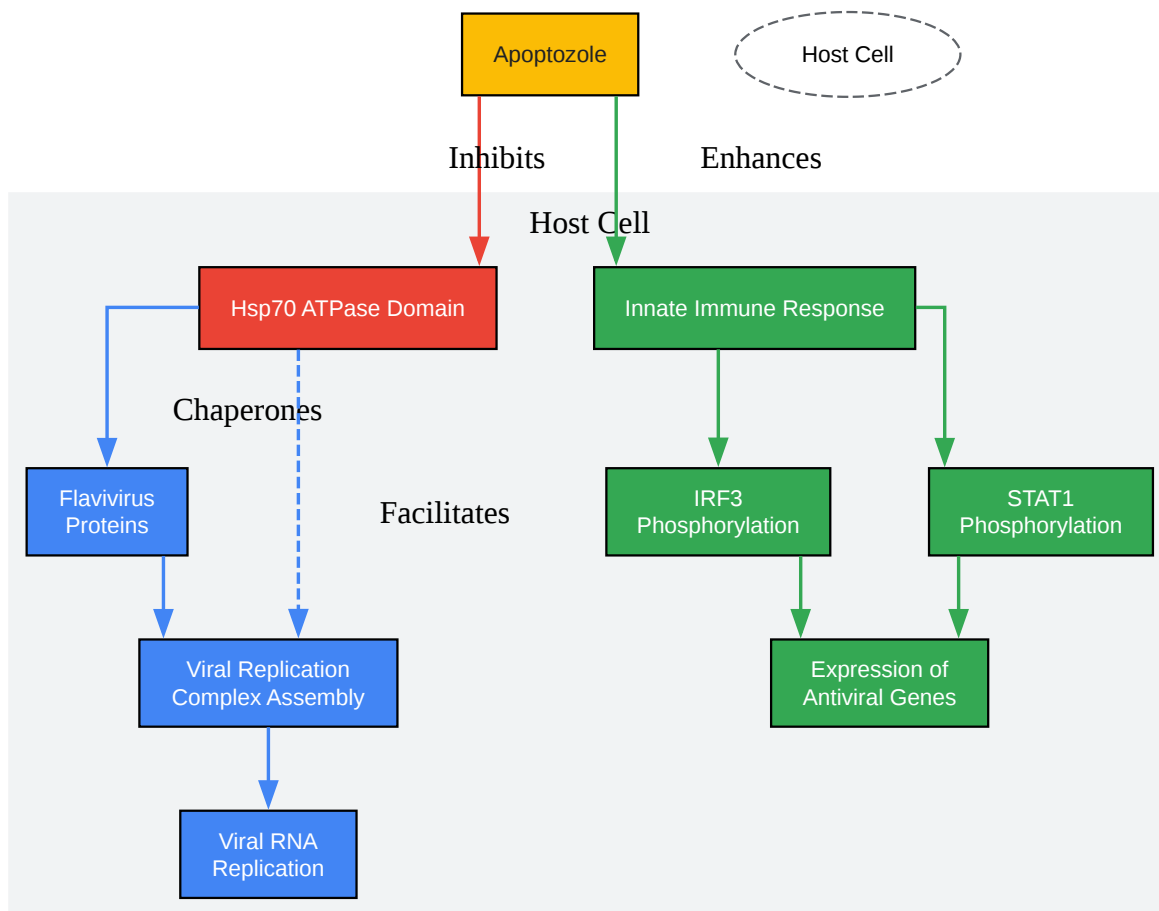 Apoptozole
Host Cell
Inhibits
Enhances
Host Cell
Hsp70 ATPase Domain
Innate Immune Response
Chaperones
Flavivirus
Proteins
Facilitates
IRF3
Phosphorylation
STAT1
Phosphorylation
Viral Replication
Complex Assembly
Expression of
Antiviral Genes
Viral RNA
Replication